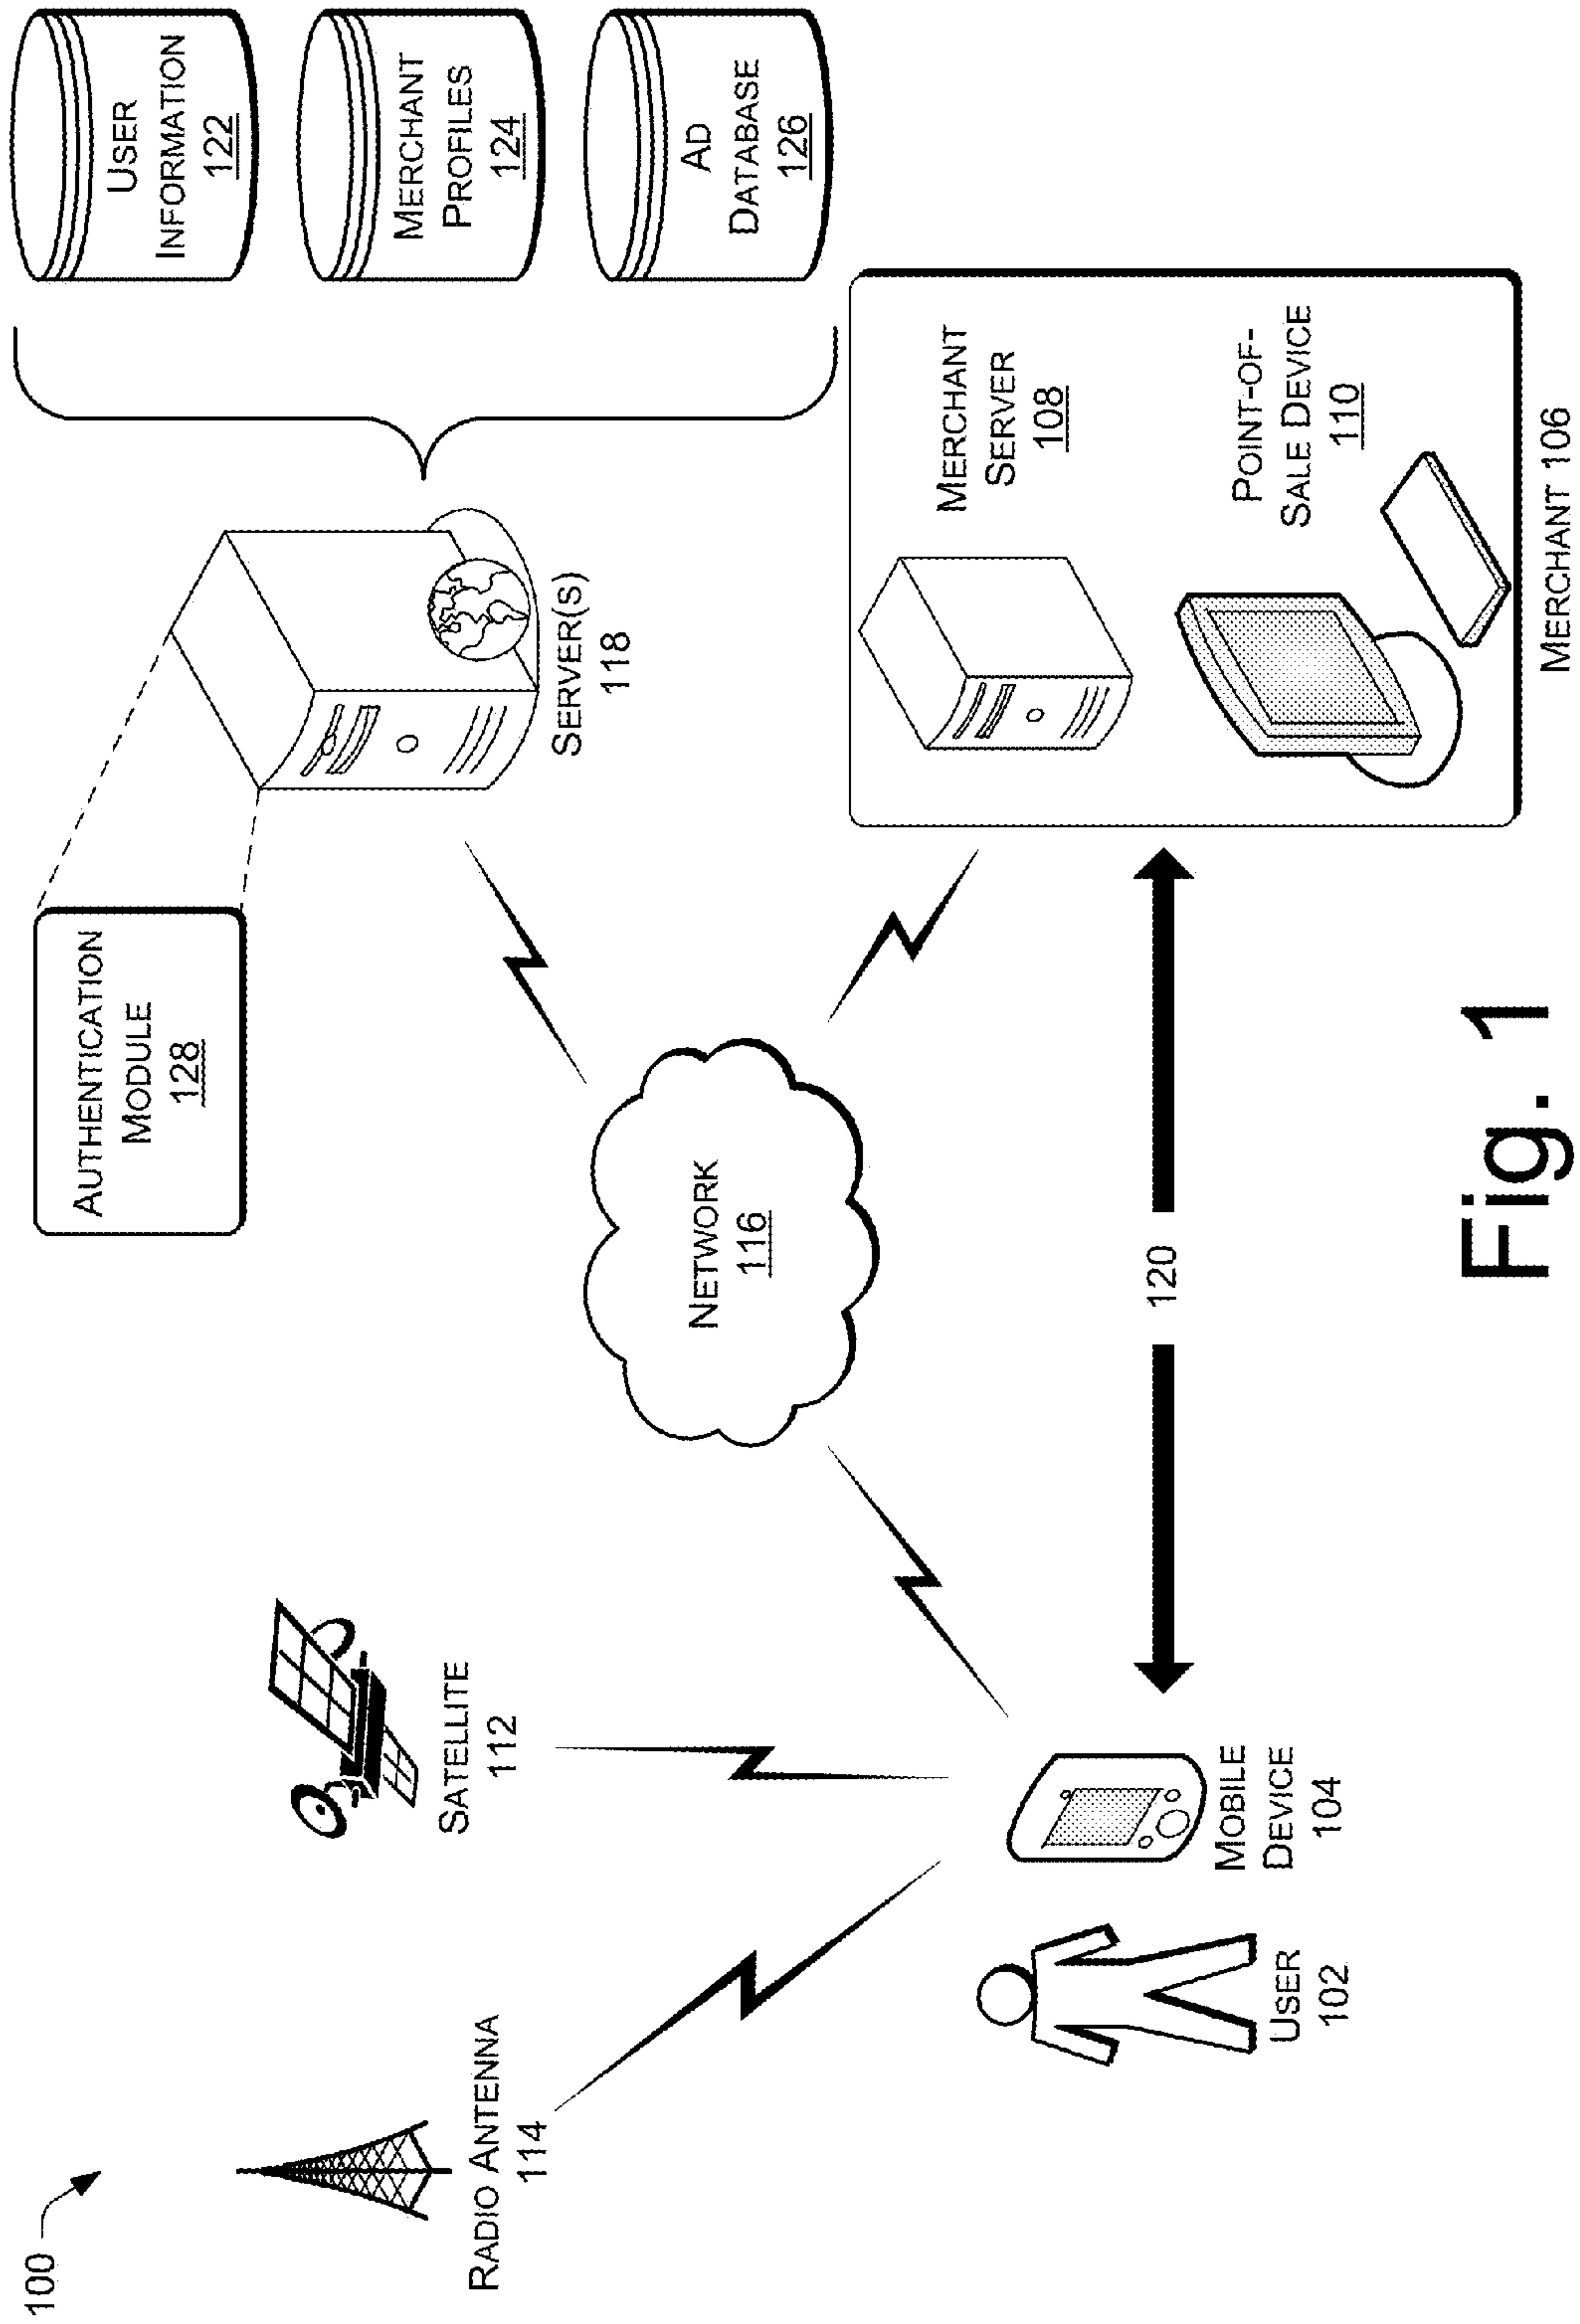 100
RADIO ANTENNA
114
SATELLITE
112
USER
102
MOBILE
DEVICE
104
NETWORK
116
120
AUTHENTICATION
MODULE
128
SERVER(S)
118
USER
INFORMATION
122
MERCHANT
PROFILES
124
AD
DATABASE
126
MERCHANT
SERVER
108
POINT-OF-
SALE DEVICE
110
MERCHANT 106
Fig. 1